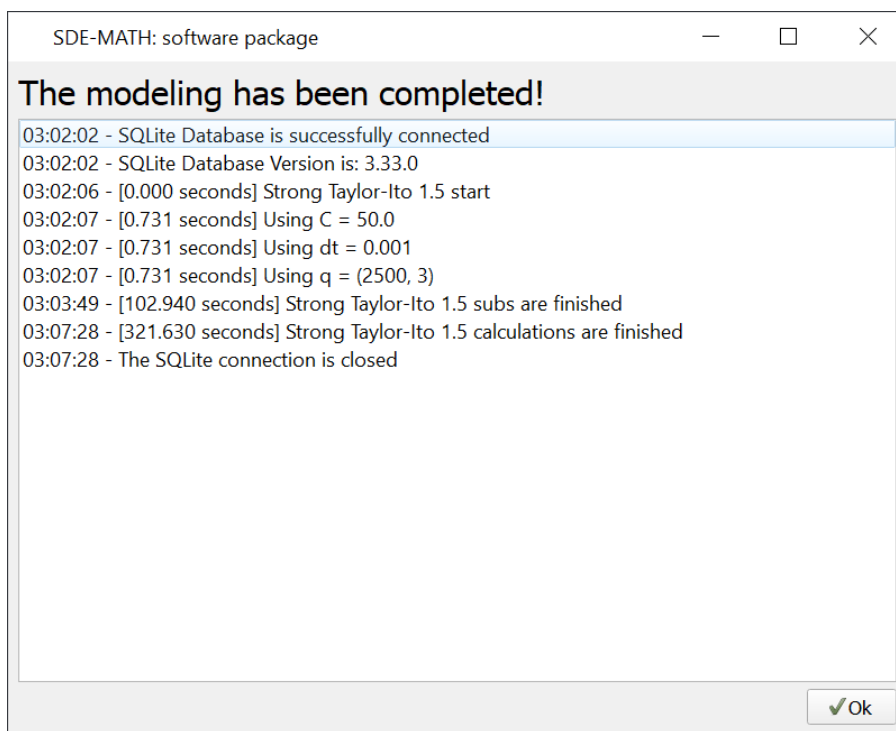 SDE-MATH: software package
The modeling has been completed!
03:02:02 - SQLite Database is successfully connected
03:02:02 - SQLite Database Version is: 3.33.0
03:02:06 - [0.000 seconds] Strong Taylor-Ito 1.5 start
03:02:07 - [0.731 seconds] Using C = 50.0
03:02:07 - [0.731 seconds] Using dt = 0.001
03:02:07 - [0.731 seconds] Using q = (2500, 3)
03:03:49 - [102.940 seconds] Strong Taylor-Ito 1.5 subs are finished
03:07:28 - [321.630 seconds] Strong Taylor-Ito 1.5 calculations are finished
03:07:28 - The SQLite connection is closed
Ok